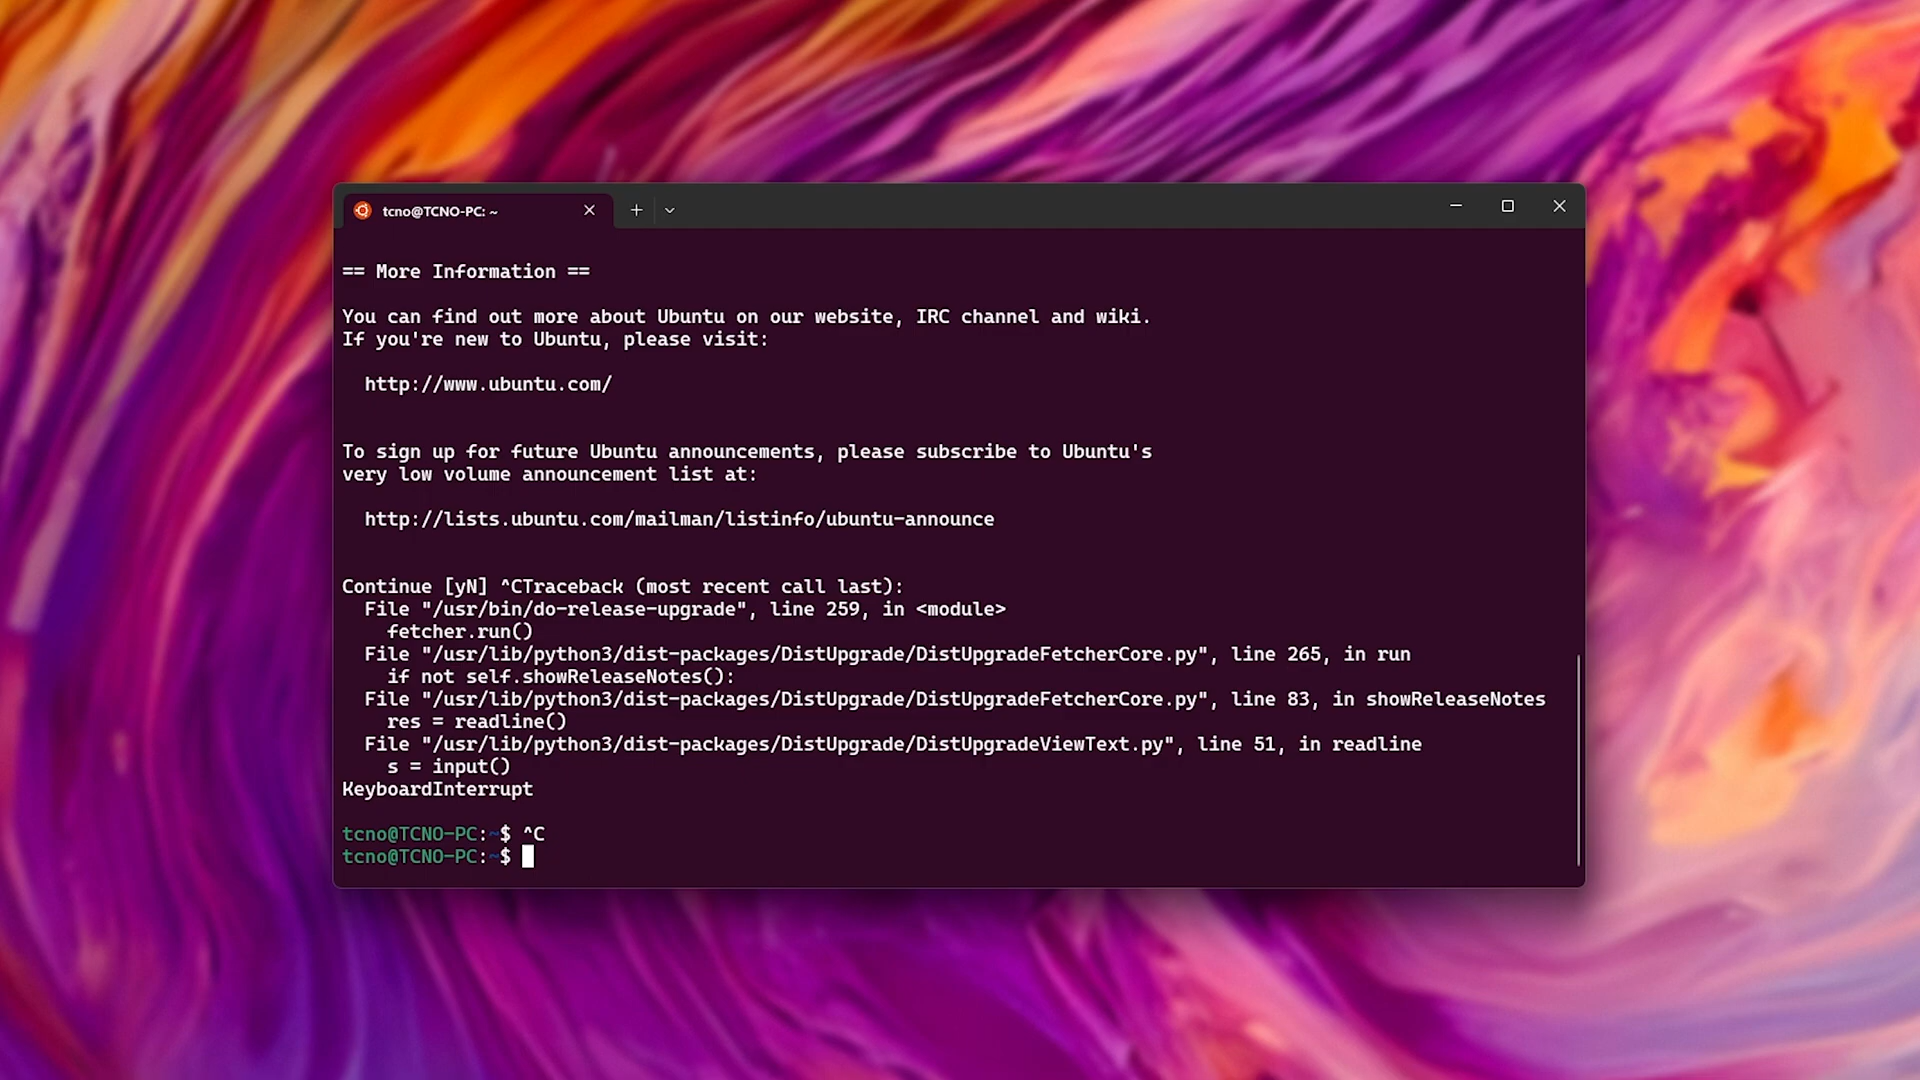 tcno@TCNO-PC: ~
== More Information ==
You can find out more about Ubuntu on our website, IRC channel and wiki.
If you're new to Ubuntu, please visit:
http://www.ubuntu.com/
To sign up for future Ubuntu announcements, please subscribe to Ubuntu's
very low volume announcement list at:
http://lists.ubuntu.com/mailman/listinfo/ubuntu-announce
Continue [yN] ^CTraceback (most recent call last):
File "/usr/bin/do-release-upgrade", line 259, in <module>
fetcher.run()
File "/usr/lib/python3/dist-packages/DistUpgrade/DistUpgradeFetcherCore.py", line 265, in run
if not self.showReleaseNotes():
File "/usr/lib/python3/dist-packages/DistUpgrade/DistUpgradeFetcherCore.py", line 83, in showReleaseNotes
res = readline()
File "/usr/lib/python3/dist-packages/DistUpgrade/DistUpgradeViewText.py", line 51, in readline
s = input()
KeyboardInterrupt
tcno@TCNO-PC:~$ ^C
tcno@TCNO-PC:~$